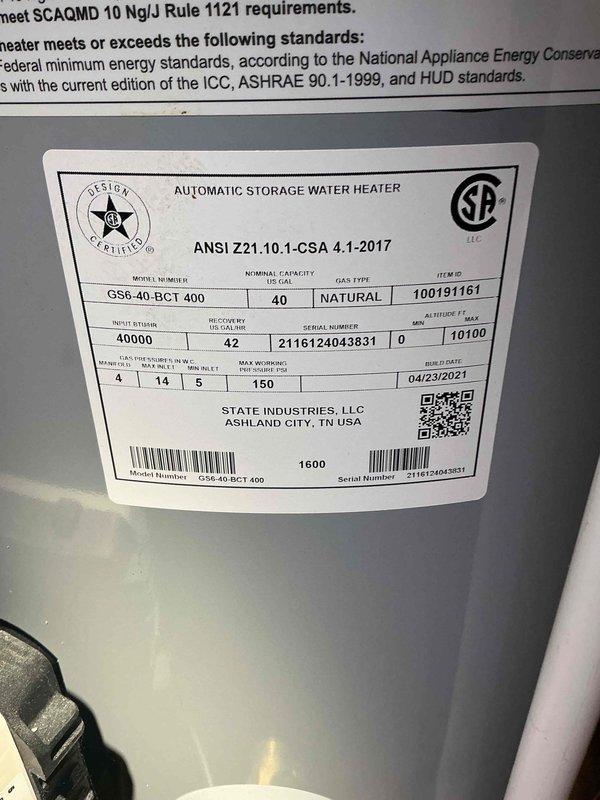 meet SCAQMD 10 Ng/J Rule 1121 requirements.
heater meets or exceeds the following standards:
Federal minimum energy standards, according to the National Appliance Energy Conserva
s with the current edition of the ICC, ASHRAE 90.1-1999, and HUD standards.
DESIGN CERTIFIED ®
AUTOMATIC STORAGE WATER HEATER
SA ®
LLC
ANSI Z21.10.1-CSA 4.1-2017
MODEL NUMBER NOMINAL CAPACITY US GAL GAS TYPE ITEM ID
GS6-40-BCT 400 40 NATURAL 100191161
INPUT BTU/HR RECOVERY US GAL/HR SERIAL NUMBER ALTITUDE FT MIN MAX
40000 42 2116124043831 0 10100
GAS PRESSURES IN W.C. MANIFOLD MAX INLET MIN INLET MAX WORKING PRESSURE PSI BUILD DATE
4 14 5 150 04/23/2021
STATE INDUSTRIES, LLC
ASHLAND CITY, TN USA
1600
Model Number GS6-40-BCT 400 Serial Number 2116124043831